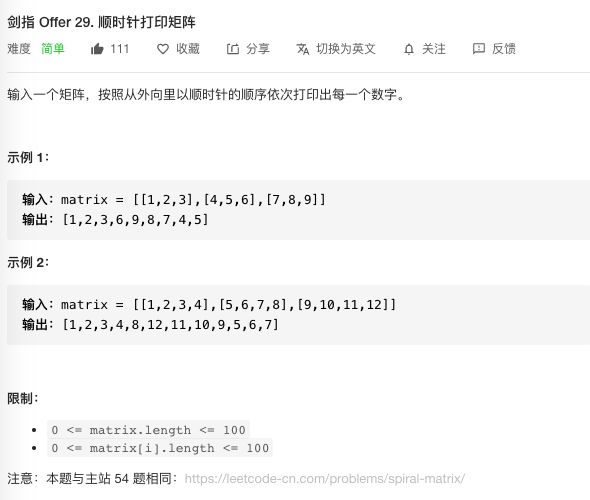 剑指 Offer 29. 顺时针打印矩阵
难度 简单 111 收藏 分享 切换为英文 关注 反馈
输入一个矩阵，按照从外向里以顺时针的顺序依次打印出每一个数字。
示例 1：
输入：matrix = [[1,2,3],[4,5,6],[7,8,9]]
输出：[1,2,3,6,9,8,7,4,5]
示例 2：
输入：matrix = [[1,2,3,4],[5,6,7,8],[9,10,11,12]]
输出：[1,2,3,4,8,12,11,10,9,5,6,7]
限制：
• 0 <= matrix.length <= 100
• 0 <= matrix[i].length <= 100
注意：本题与主站 54 题相同：https://leetcode-cn.com/problems/spiral-matrix/